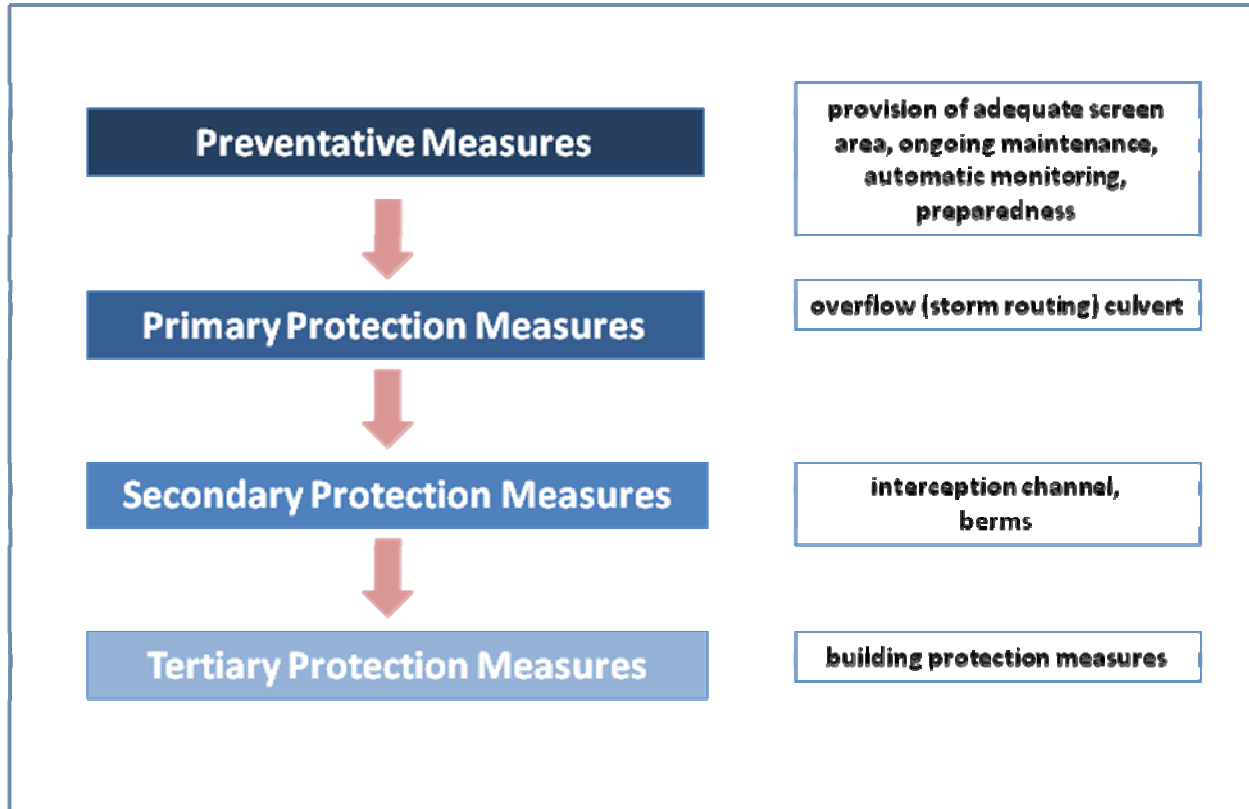 Preventative Measures
provision of adequate screen
area, ongoing maintenance,
automatic monitoring,
preparedness
Primary Protection Measures
overflow (storm routing) culvert
Secondary Protection Measures
interception channel,
berms
Tertiary Protection Measures
building protection measures